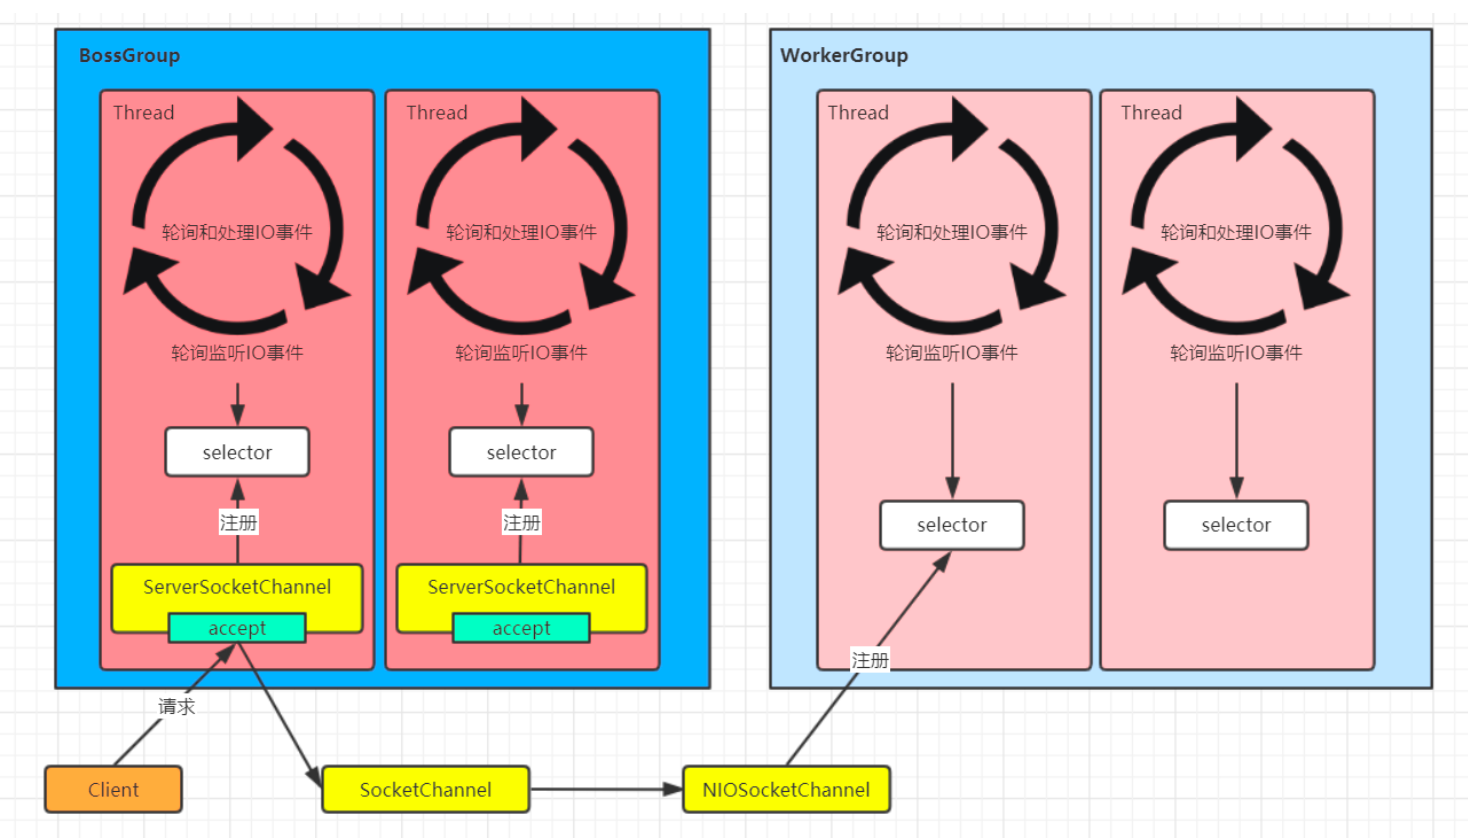 BossGroup
Thread
轮询和处理IO事件
轮询监听IO事件
selector
注册
ServerSocketChannel
accept
Thread
轮询和处理IO事件
轮询监听IO事件
selector
注册
ServerSocketChannel
accept
WorkerGroup
Thread
轮询和处理IO事件
轮询监听IO事件
selector
注册
Thread
轮询和处理IO事件
轮询监听IO事件
selector
请求
Client
SocketChannel
NIOSocketChannel